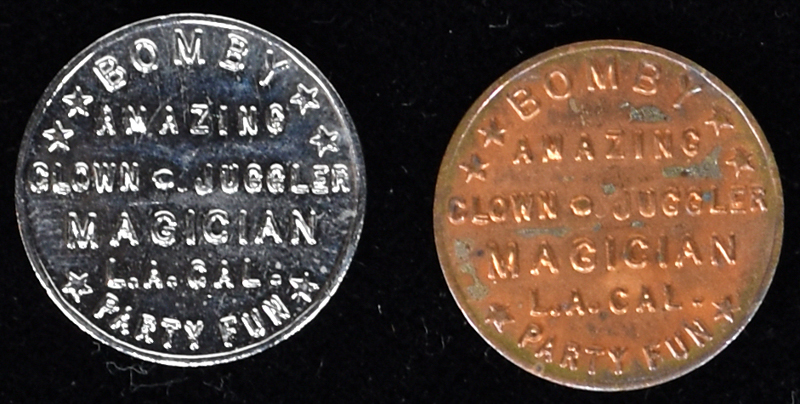 BOMBY
AMAZING
CLOWN - JUGGLER
MAGICIAN
L.A. CAL.
PARTY FUN
BOMBY
AMAZING
CLOWN - JUGGLER
MAGICIAN
L.A. CAL.
PARTY FUN